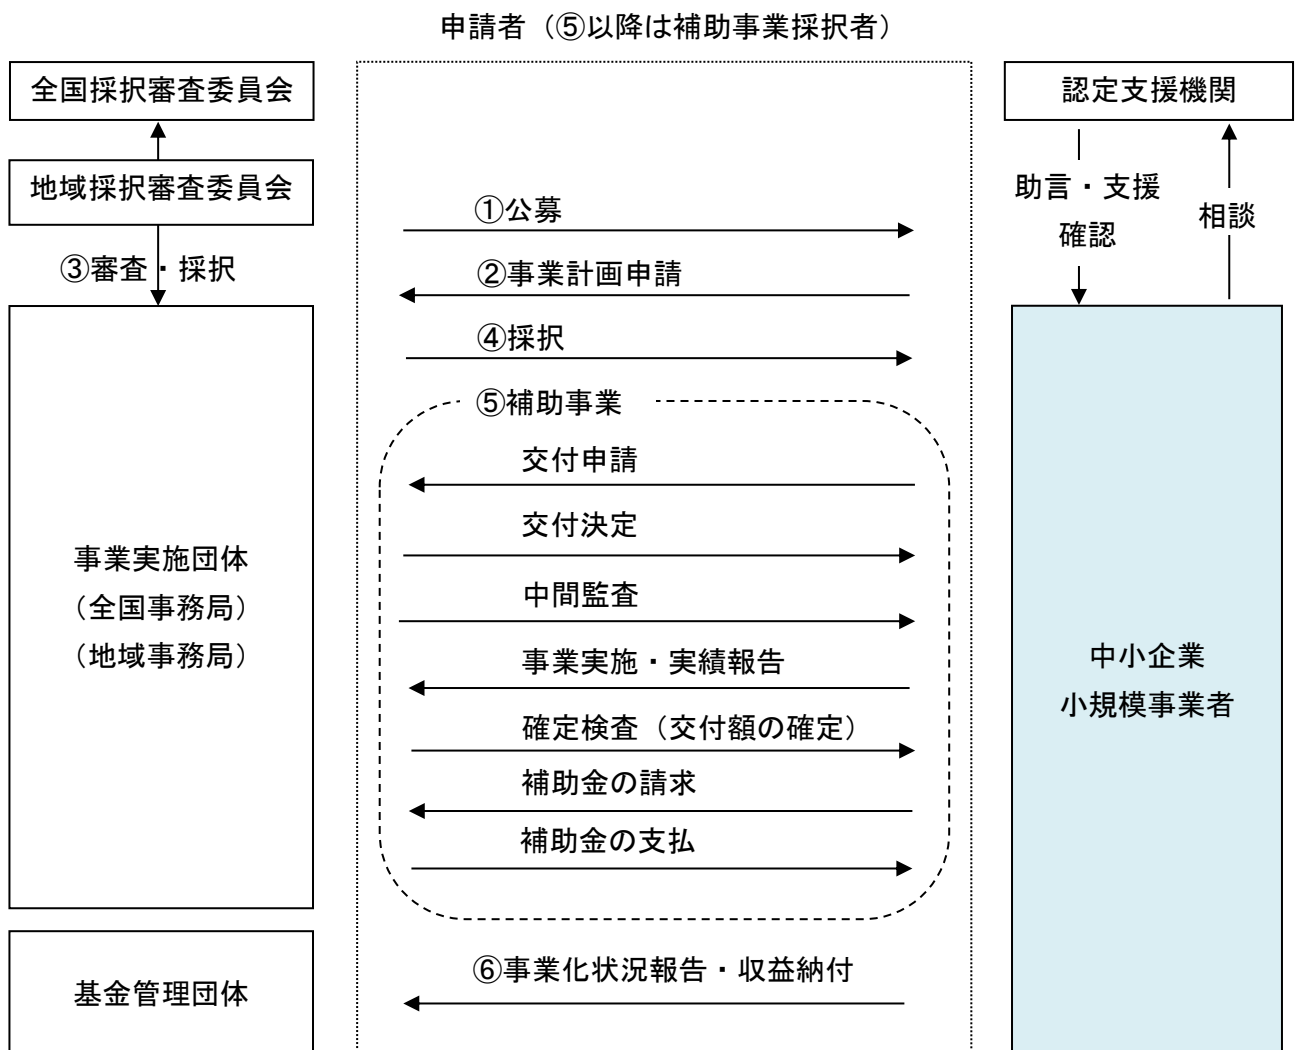 申請者（⑤以降は補助事業採択者）
全国採択審査委員会
地域採択審査委員会
③審査・採択
事業実施団体
（全国事務局）
（地域事務局）
基金管理団体
①公募
②事業計画申請
④採択
⑤補助事業
交付申請
交付決定
中間監査
事業実施・実績報告
確定検査（交付額の確定）
補助金の請求
補助金の支払
⑥事業化状況報告・収益納付
認定支援機関
助言・支援
確認
相談
中小企業
小規模事業者